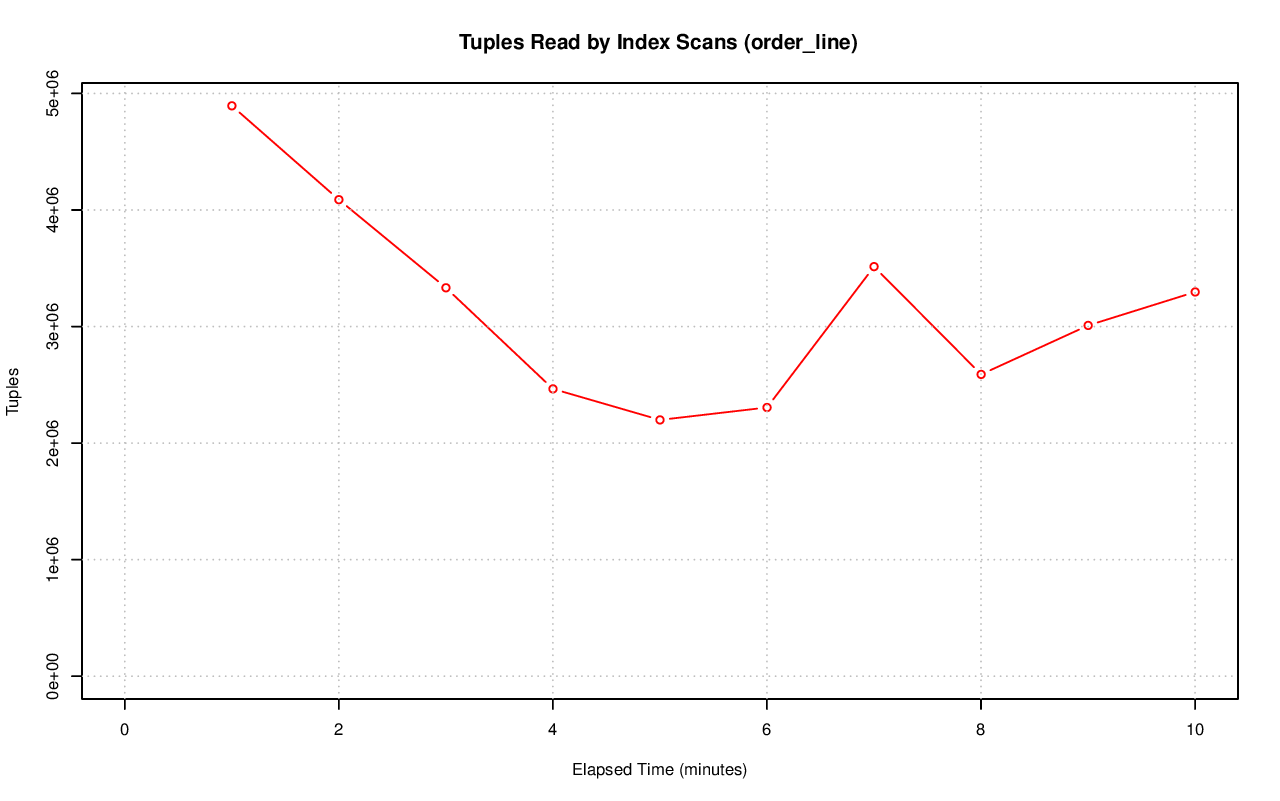 Tuples Read by Index Scans (order_line)
Tuples
5e+06
4e+06
3e+06
2e+06
1e+06
0e+00
0 2 4 6 8 10
Elapsed Time (minutes)